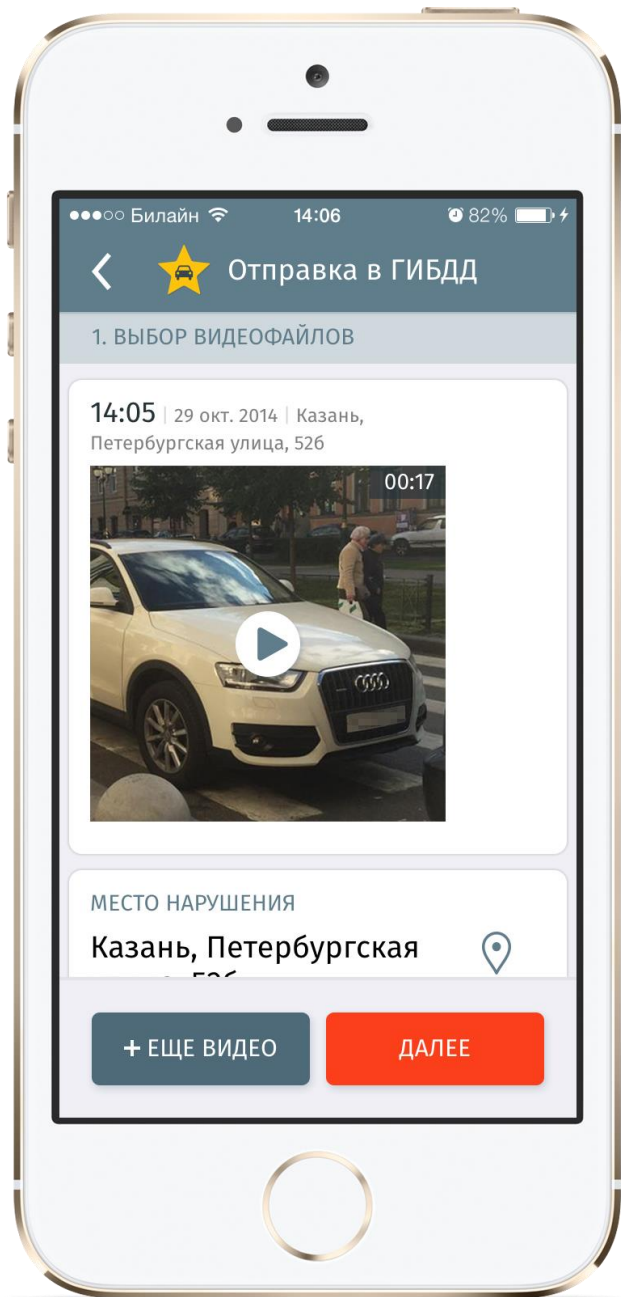 ●●●○○ Билайн 14:06 82%
Отправка в ГИБДД
1. ВЫБОР ВИДЕОФАЙЛОВ
14:05 | 29 окт. 2014 | Казань,
Петербургская улица, 52б
00:17
МЕСТО НАРУШЕНИЯ
Казань, Петербургская
+ ЕЩЕ ВИДЕО
ДАЛЕЕ